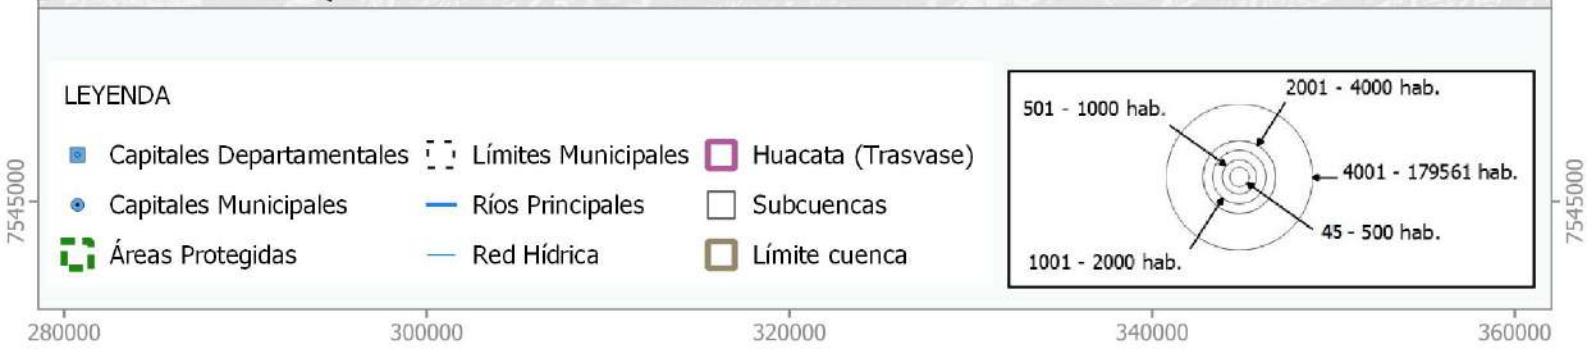 LEYENDA
Capitales Departamentales
Capitales Municipales
Áreas Protegidas
Límites Municipales
Ríos Principales
Red Hídrica
Huacata (Trasvase)
Subcuencas
Límite cuenca
501 - 1000 hab.
2001 - 4000 hab.
4001 - 179561 hab.
45 - 500 hab.
1001 - 2000 hab.
7545000
7545000
280000
300000
320000
340000
360000